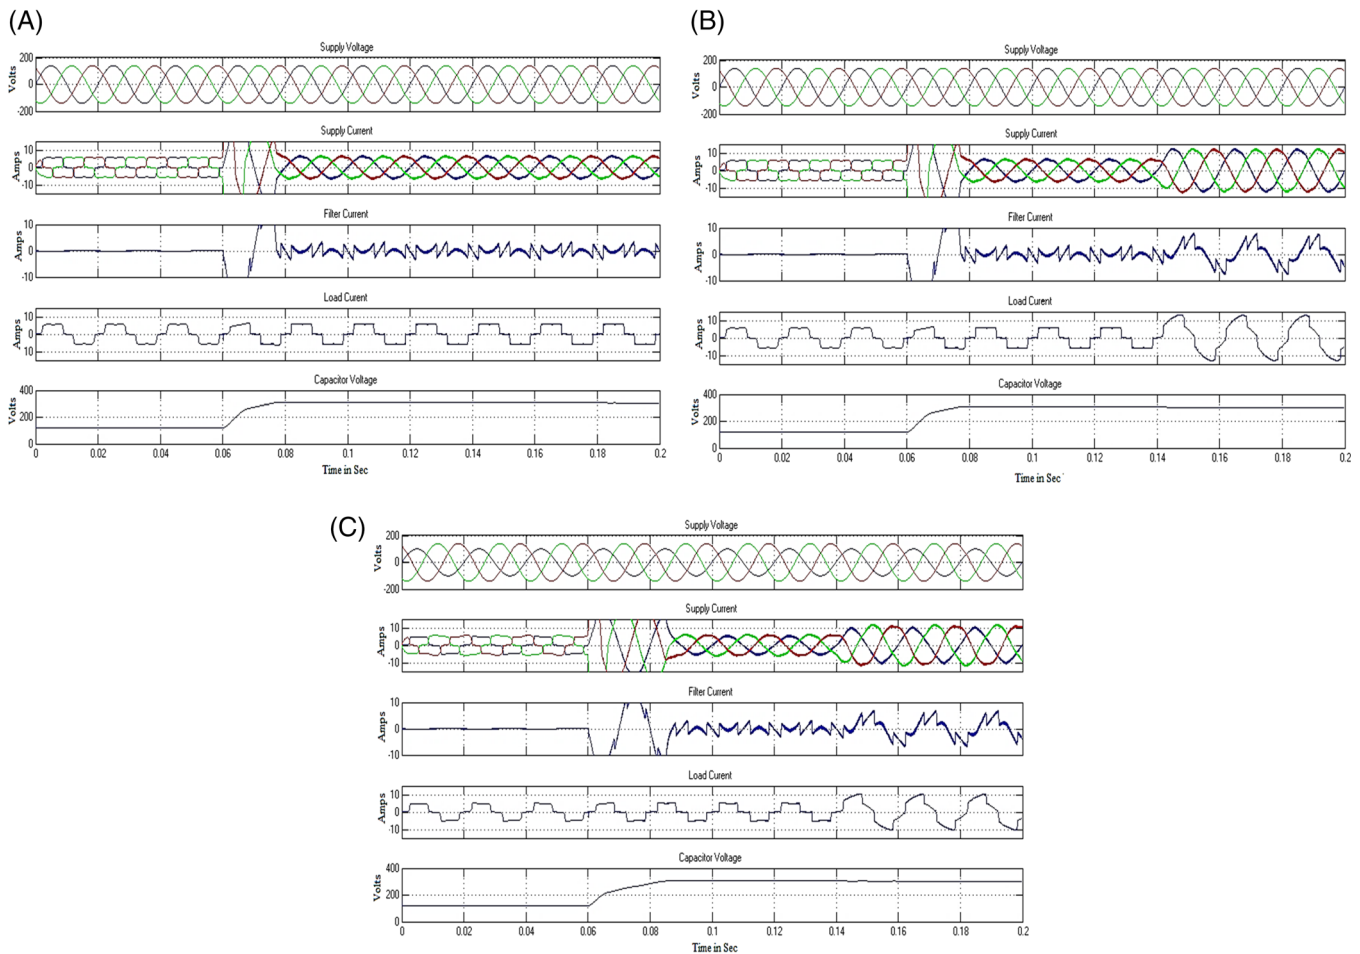 (A)
Supply Voltage
Volts
200
0
-200
Supply Current
Amps
10
0
10
Filter Current
Amps
10
0
-10
Load Curent
Amps
10
0
10
Capacitor Voltage
Volts
400
200
0
0 0.02 0.04 0.06 0.08 0.1 0.12 0.14 0.16 0.18 0.2
Time in Sec
(B)
Supply Voltage
Volts
200
0
-200
Supply Current
Amps
10
0
10
Filter Current
Amps
10
0
-10
Load Curent
Amps
10
0
10
Capacitor Voltage
Volts
400
200
0
0 0.02 0.04 0.06 0.08 0.1 0.12 0.14 0.16 0.18 0.2
Time in Sec
(C)
Supply Voltage
Volts
200
0
-200
Supply Current
Amps
10
0
-10
Filter Current
Amps
10
0
-10
Load Curent
Amps
10
0
-10
Capacitor Voltage
Volts
400
200
0
0 0.02 0.04 0.06 0.08 0.1 0.12 0.14 0.16 0.18 0.2
Time in Sec